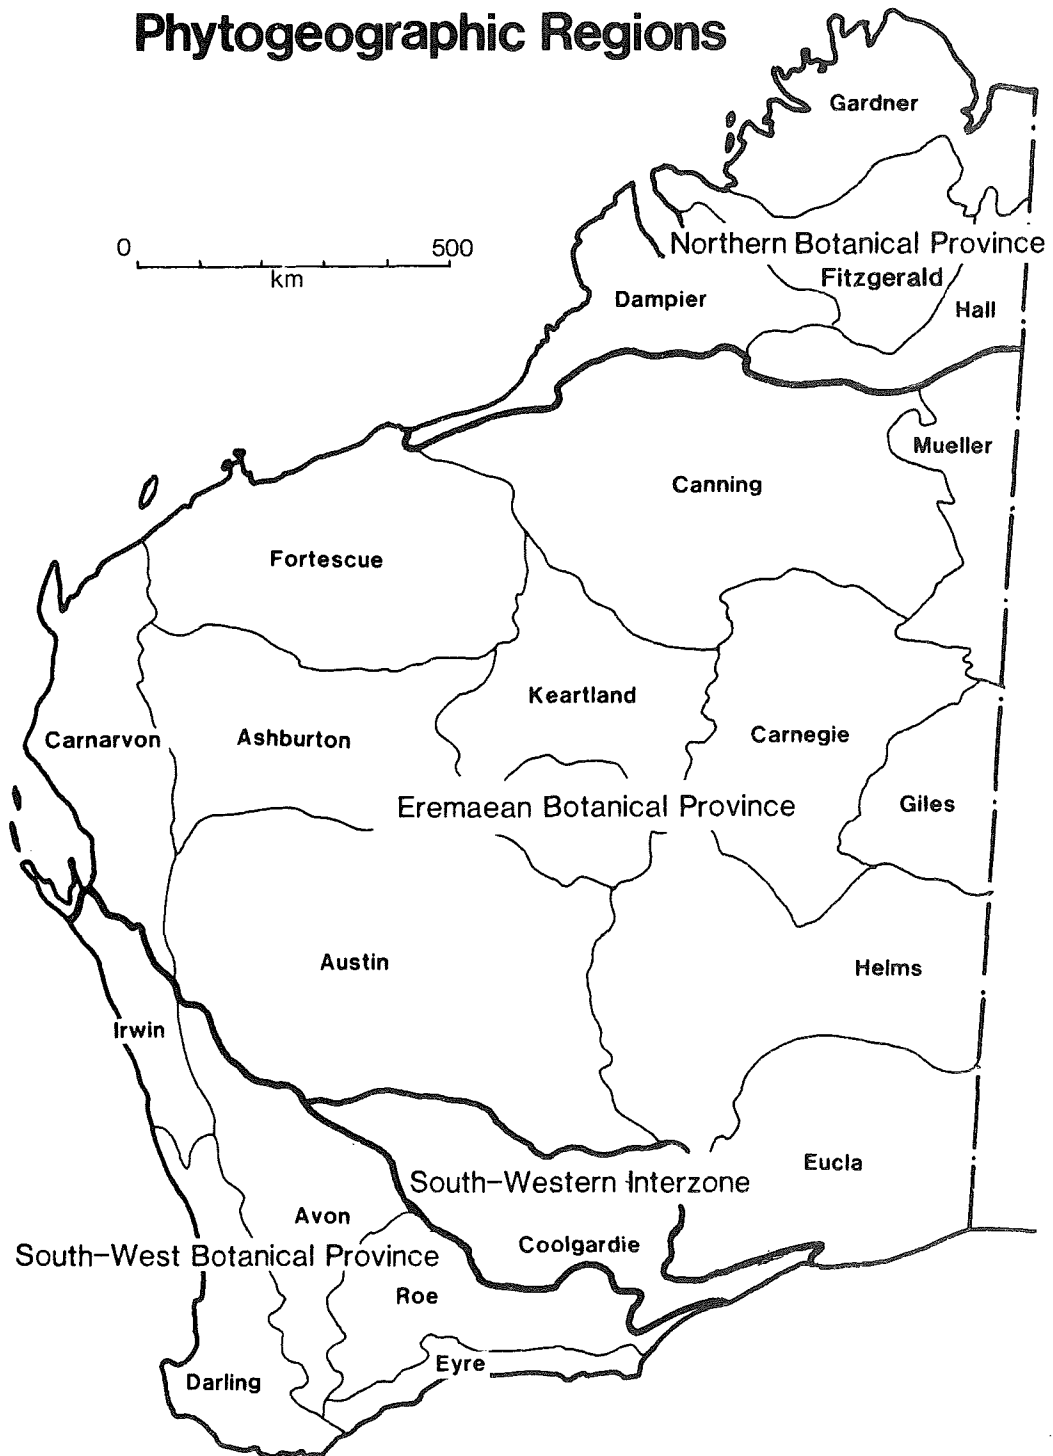 Phytogeographic Regions
Gardner
0 500
km
Northern Botanical Province
Fitzgerald
Dampier
Hall
Mueller
Canning
Fortescue
Keartland
Carnarvon
Ashburton
Carnegie
Eremaean Botanical Province
Giles
Austin
Helms
Irwin
Eucla
South-Western Interzone
Avon
Coolgardie
South-West Botanical Province
Roe
Eyre
Darling